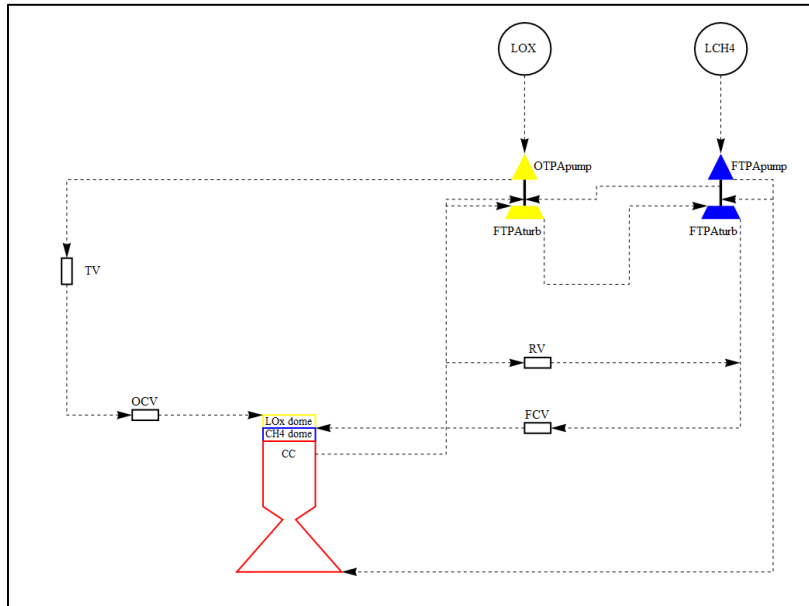 LOX
LCH4
OTPApump
FTPApump
FTPAturb
FTPAturb
TV
RV
OCV
FCV
LOx dome
CH4 dome
CC